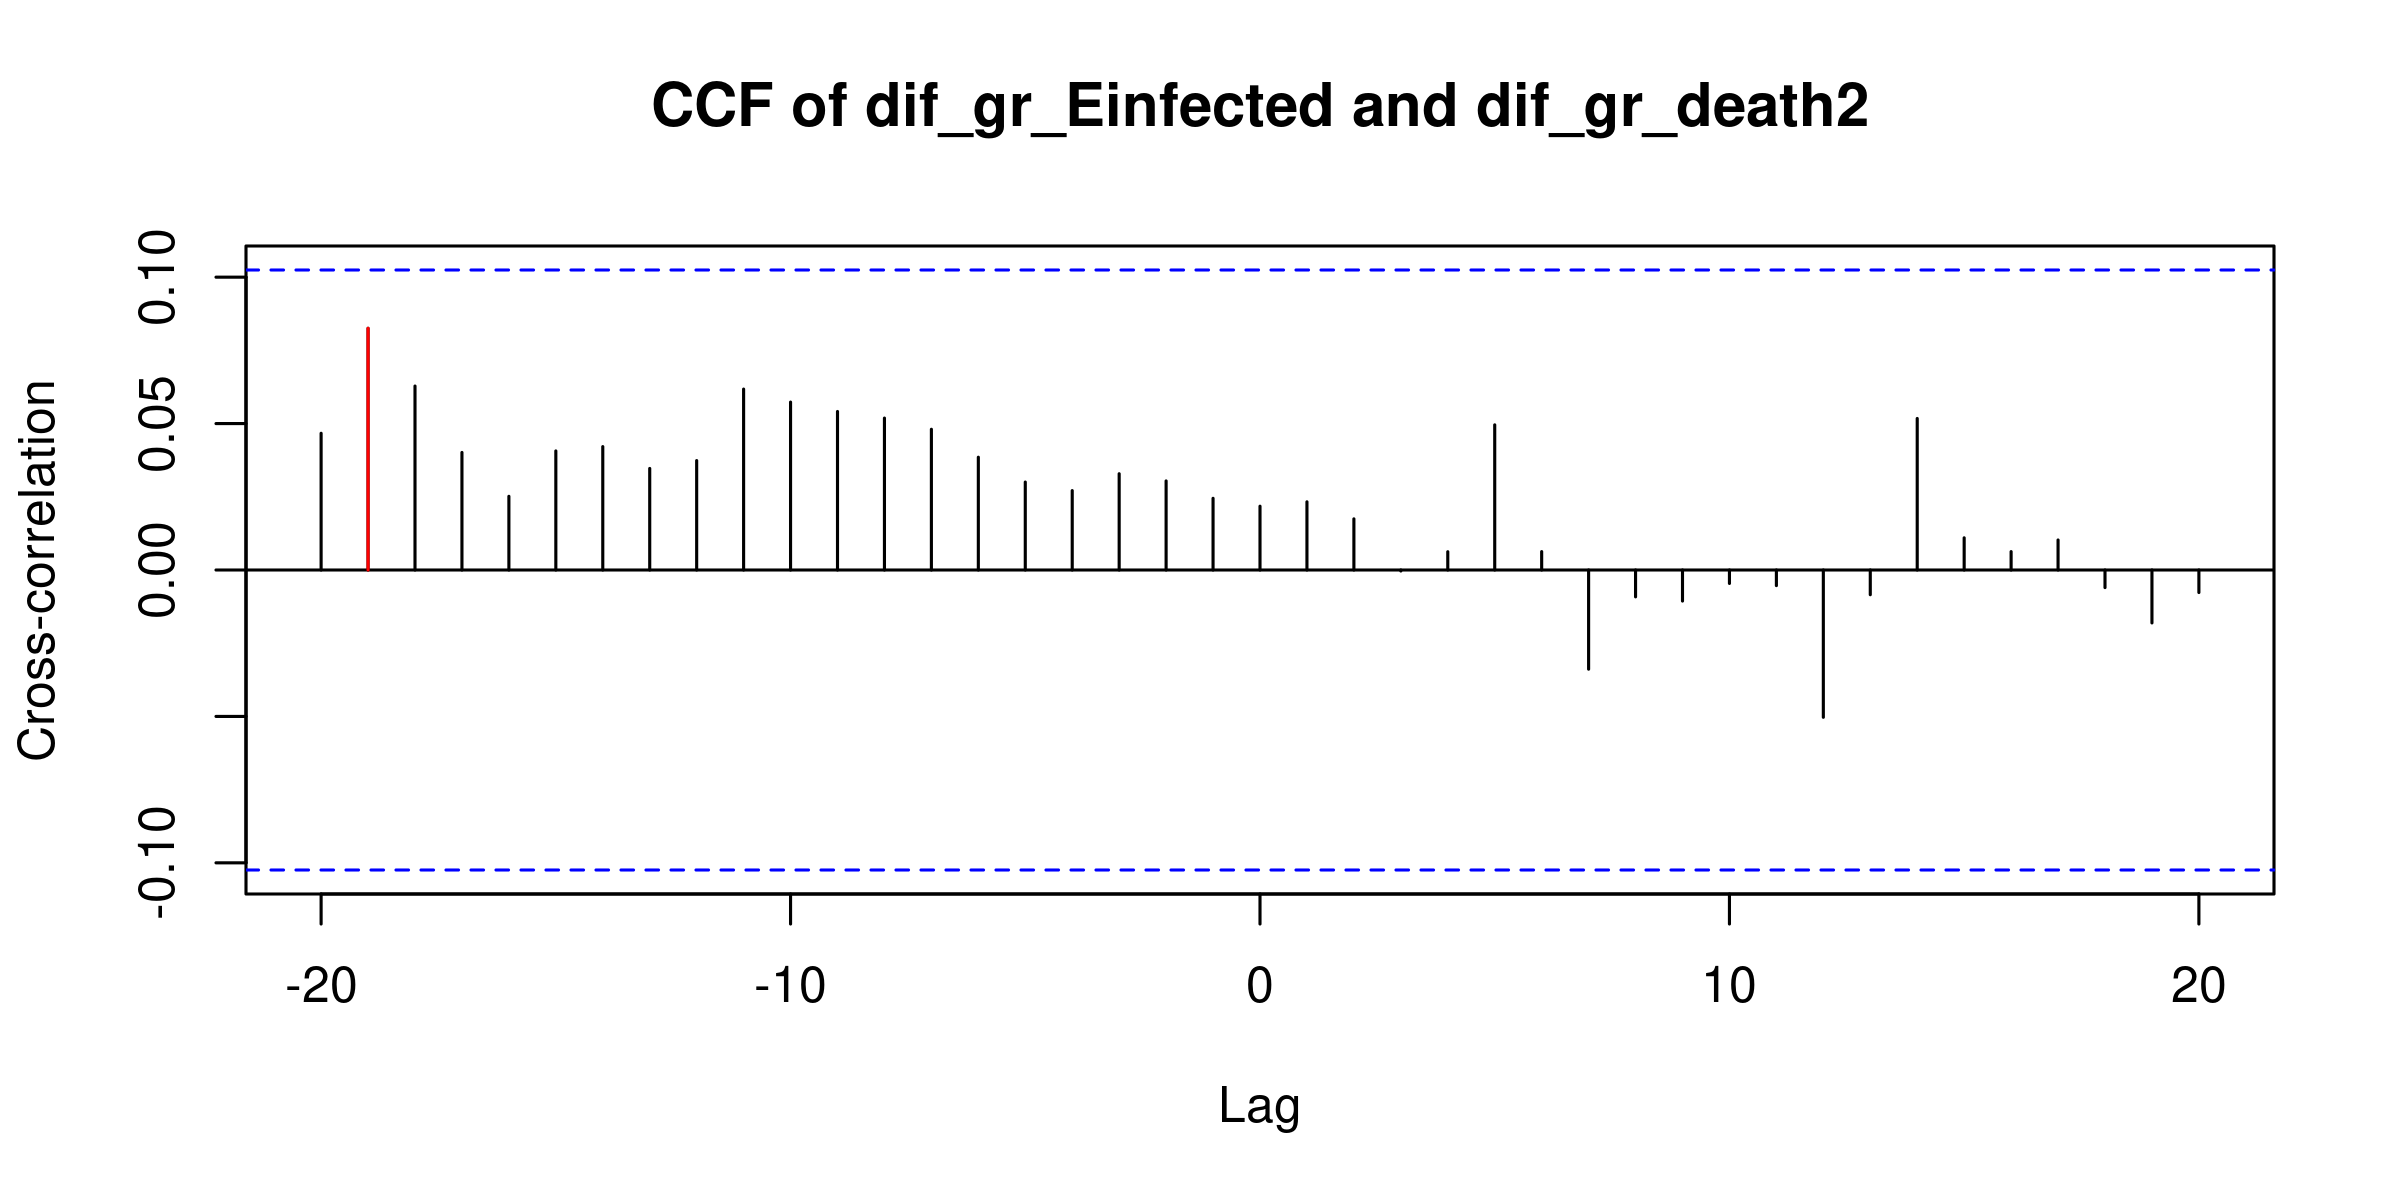 CCF of dif_gr_Einfected and dif_gr_death2
Cross-correlation
0.10
0.05
0.00
-0.10
-20 -10 0 10 20
Lag